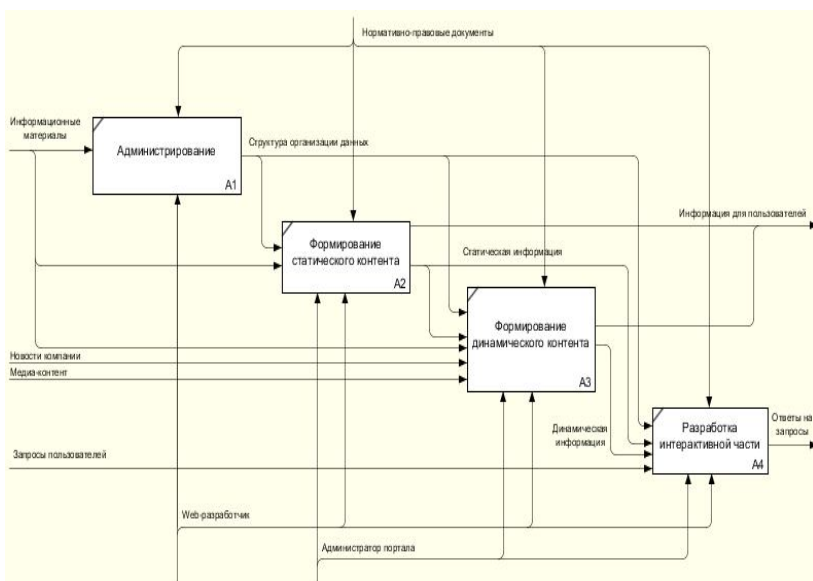 Нормативно-правовые документы
Информационные
материалы
Администрирование
A1
Структура организации данных
Информация для пользователей
Формирование
статического контента
A2
Статическая информация
Формирование
динамического контента
A3
Новости компании
Медиа-контент
Динамическая
информация
Разработка
интерактивной части
A4
Ответы на
запросы
Запросы пользователей
Web-разработчик
Администратор портала